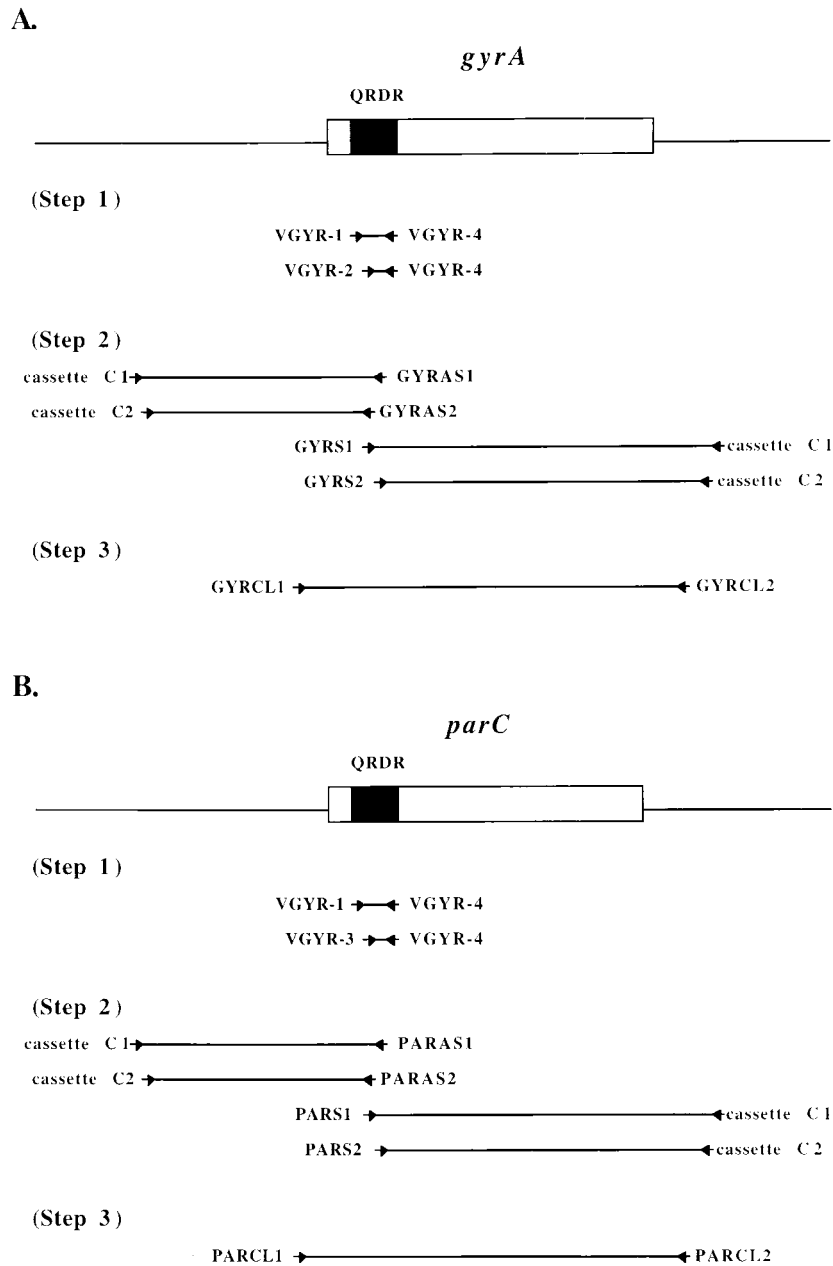 A.
gyrA
QRDR
(Step 1)
VGYR-1 VGYR-4
VGYR-2 VGYR-4
(Step 2)
cassette C1 GYRAS1
cassette C2 GYRAS2
GYRS1 cassette C1
GYRS2 cassette C2
(Step 3)
GYRCL1 GYRCL2
B.
parC
QRDR
(Step 1)
VGYR-1 VGYR-4
VGYR-3 VGYR-4
(Step 2)
cassette C1 PARAS1
cassette C2 PARAS2
PARS1 cassette C1
PARS2 cassette C2
(Step 3)
PARCL1 PARCL2